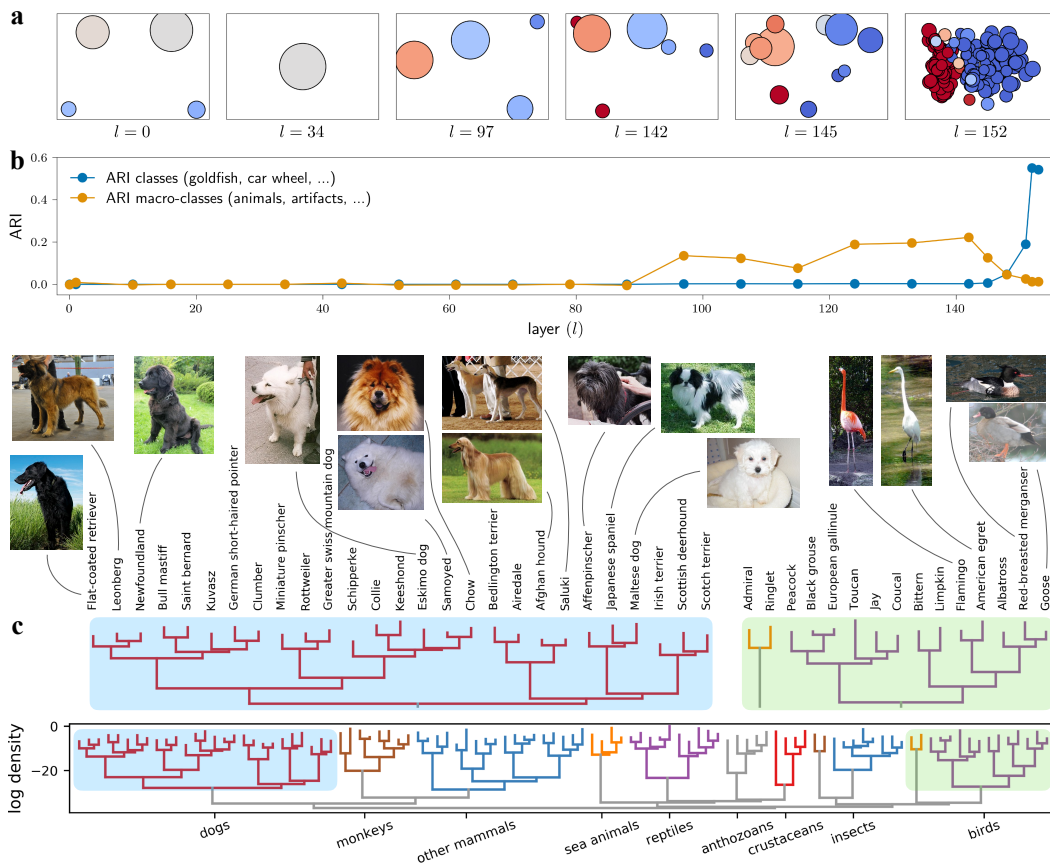 a
l = 0
l = 34
l = 97
l = 142
l = 145
l = 152
b
0.6
0.4
0.2
0.0
ARI
ARI classes (goldfish, car wheel, ...)
ARI macro-classes (animals, artifacts, ...)
0
20
40
60
80
100
120
140
layer (l)
Flat-coated retriever
Leonberg
Newfoundland
Bull mastiff
Saint bernard
Kuvasz
German short-haired pointer
Clumber
Miniature pinscher
Rottweiler
Greater swiss mountain dog
Schipperke
Collie
Keeshond
Eskimo dog
Samoyed
Chow
Bedlington terrier
Airedale
Afghan hound
Saluki
Affenpinscher
Japanese spaniel
Maltese dog
Irish terrier
Scottish deerhound
Scotch terrier
Admiral
Ringlet
Peacock
Black grouse
European gallinule
Toucan
Jay
Coucal
Bittern
Limpkin
Flamingo
American egret
Albatross
Red-breasted merganser
Goose
c
log density
0
−20
dogs
monkeys
other mammals
sea animals
reptiles
anthozoans
crustaceans
insects
birds